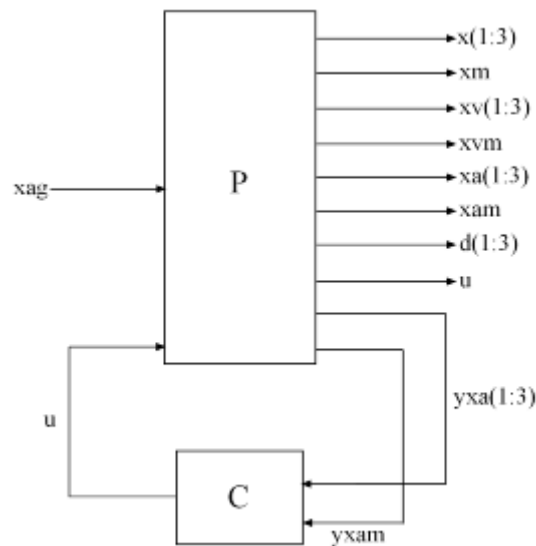 x(1:3)
xm
xv(1:3)
xvm
xa(1:3)
P
xag
xam
d(1:3)
u
yxa(1:3)
u
C
yxam